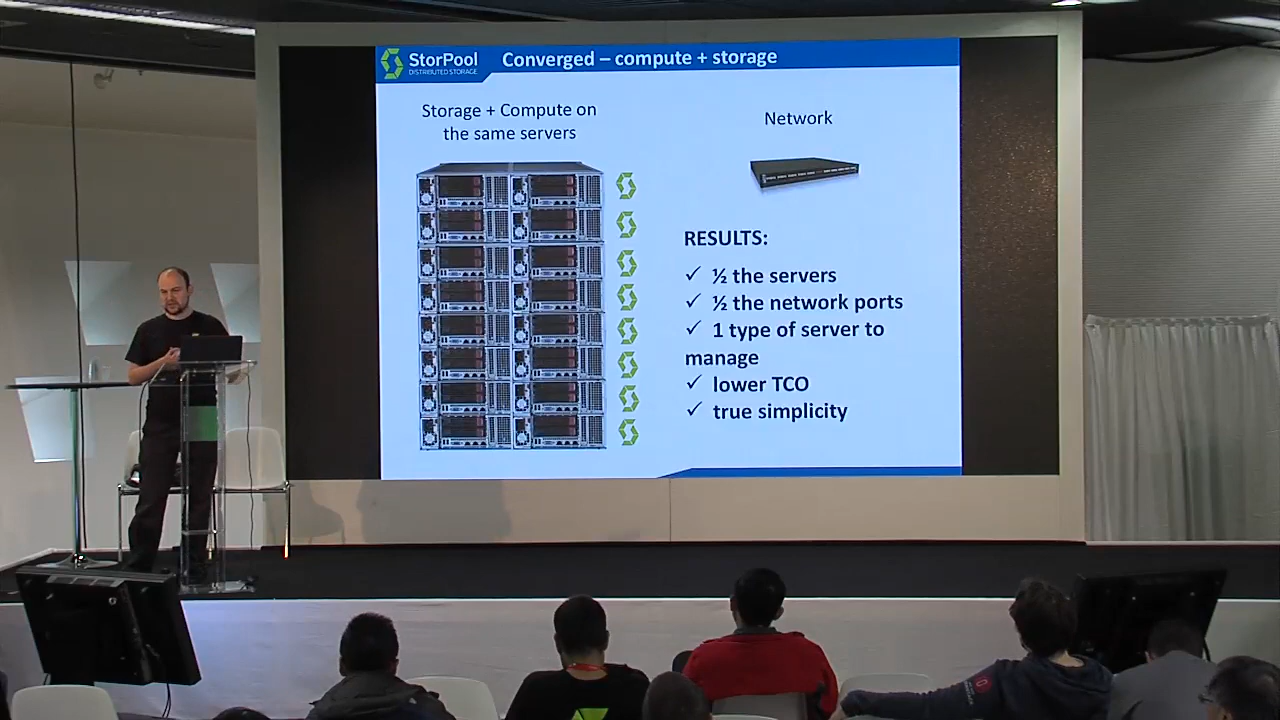 StorPool
DISTRIBUTED STORAGE
Converged – compute + storage
Storage + Compute on
the same servers
Network
RESULTS:
✓ ½ the servers
✓ ½ the network ports
✓ 1 type of server to
manage
✓ lower TCO
✓ true simplicity